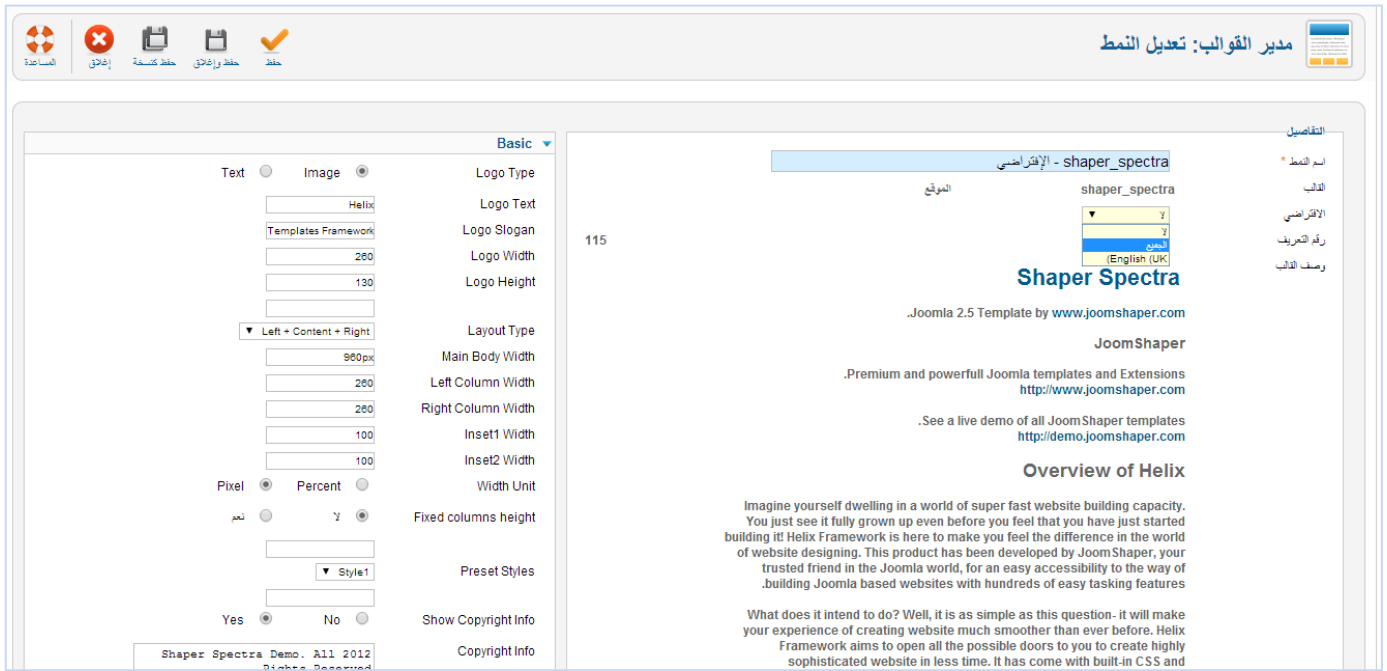 مدير القوالب: تعديل النمط
حفظ
حفظ وإغلاق
حفظ كنسخة
إغلاق
المساعدة
التفاصيل
اسم النمط *
shaper_spectra - الإفتراضي
القالب
shaper_spectra
الموقع
الافتراضي
لا
لا
الجميع
(English (UK
رقم التعريف
115
وصف القالب
Shaper Spectra
.Joomla 2.5 Template by www.joomshaper.com
JoomShaper
.Premium and powerfull Joomla templates and Extensions
http://www.joomshaper.com
.See a live demo of all JoomShaper templates
http://demo.joomshaper.com
Overview of Helix
Imagine yourself dwelling in a world of super fast website building capacity.
You just see it fully grown up even before you feel that you have just started
building it! Helix Framework is here to make you feel the difference in the world
of website designing. This product has been developed by JoomShaper, your
trusted friend in the Joomla world, for an easy accessibility to the way of
.building Joomla based websites with hundreds of easy tasking features
What does it intend to do? Well, it is as simple as this question- it will make
your experience of creating website much smoother than ever before. Helix
Framework aims to open all the possible doors to you to create highly
sophisticated website in less time. It has come with built-in CSS and
Basic
Logo Type
Image
Text
Logo Text
Helix
Logo Slogan
Templates Framework
Logo Width
260
Logo Height
130
Layout Type
Left + Content + Right
Main Body Width
960px
Left Column Width
260
Right Column Width
260
Inset1 Width
100
Inset2 Width
100
Width Unit
Percent
Pixel
Fixed columns height
لا
نعم
Preset Styles
Style1
Show Copyright Info
No
Yes
Copyright Info
Shaper Spectra Demo. All 2012
Rights Reserved